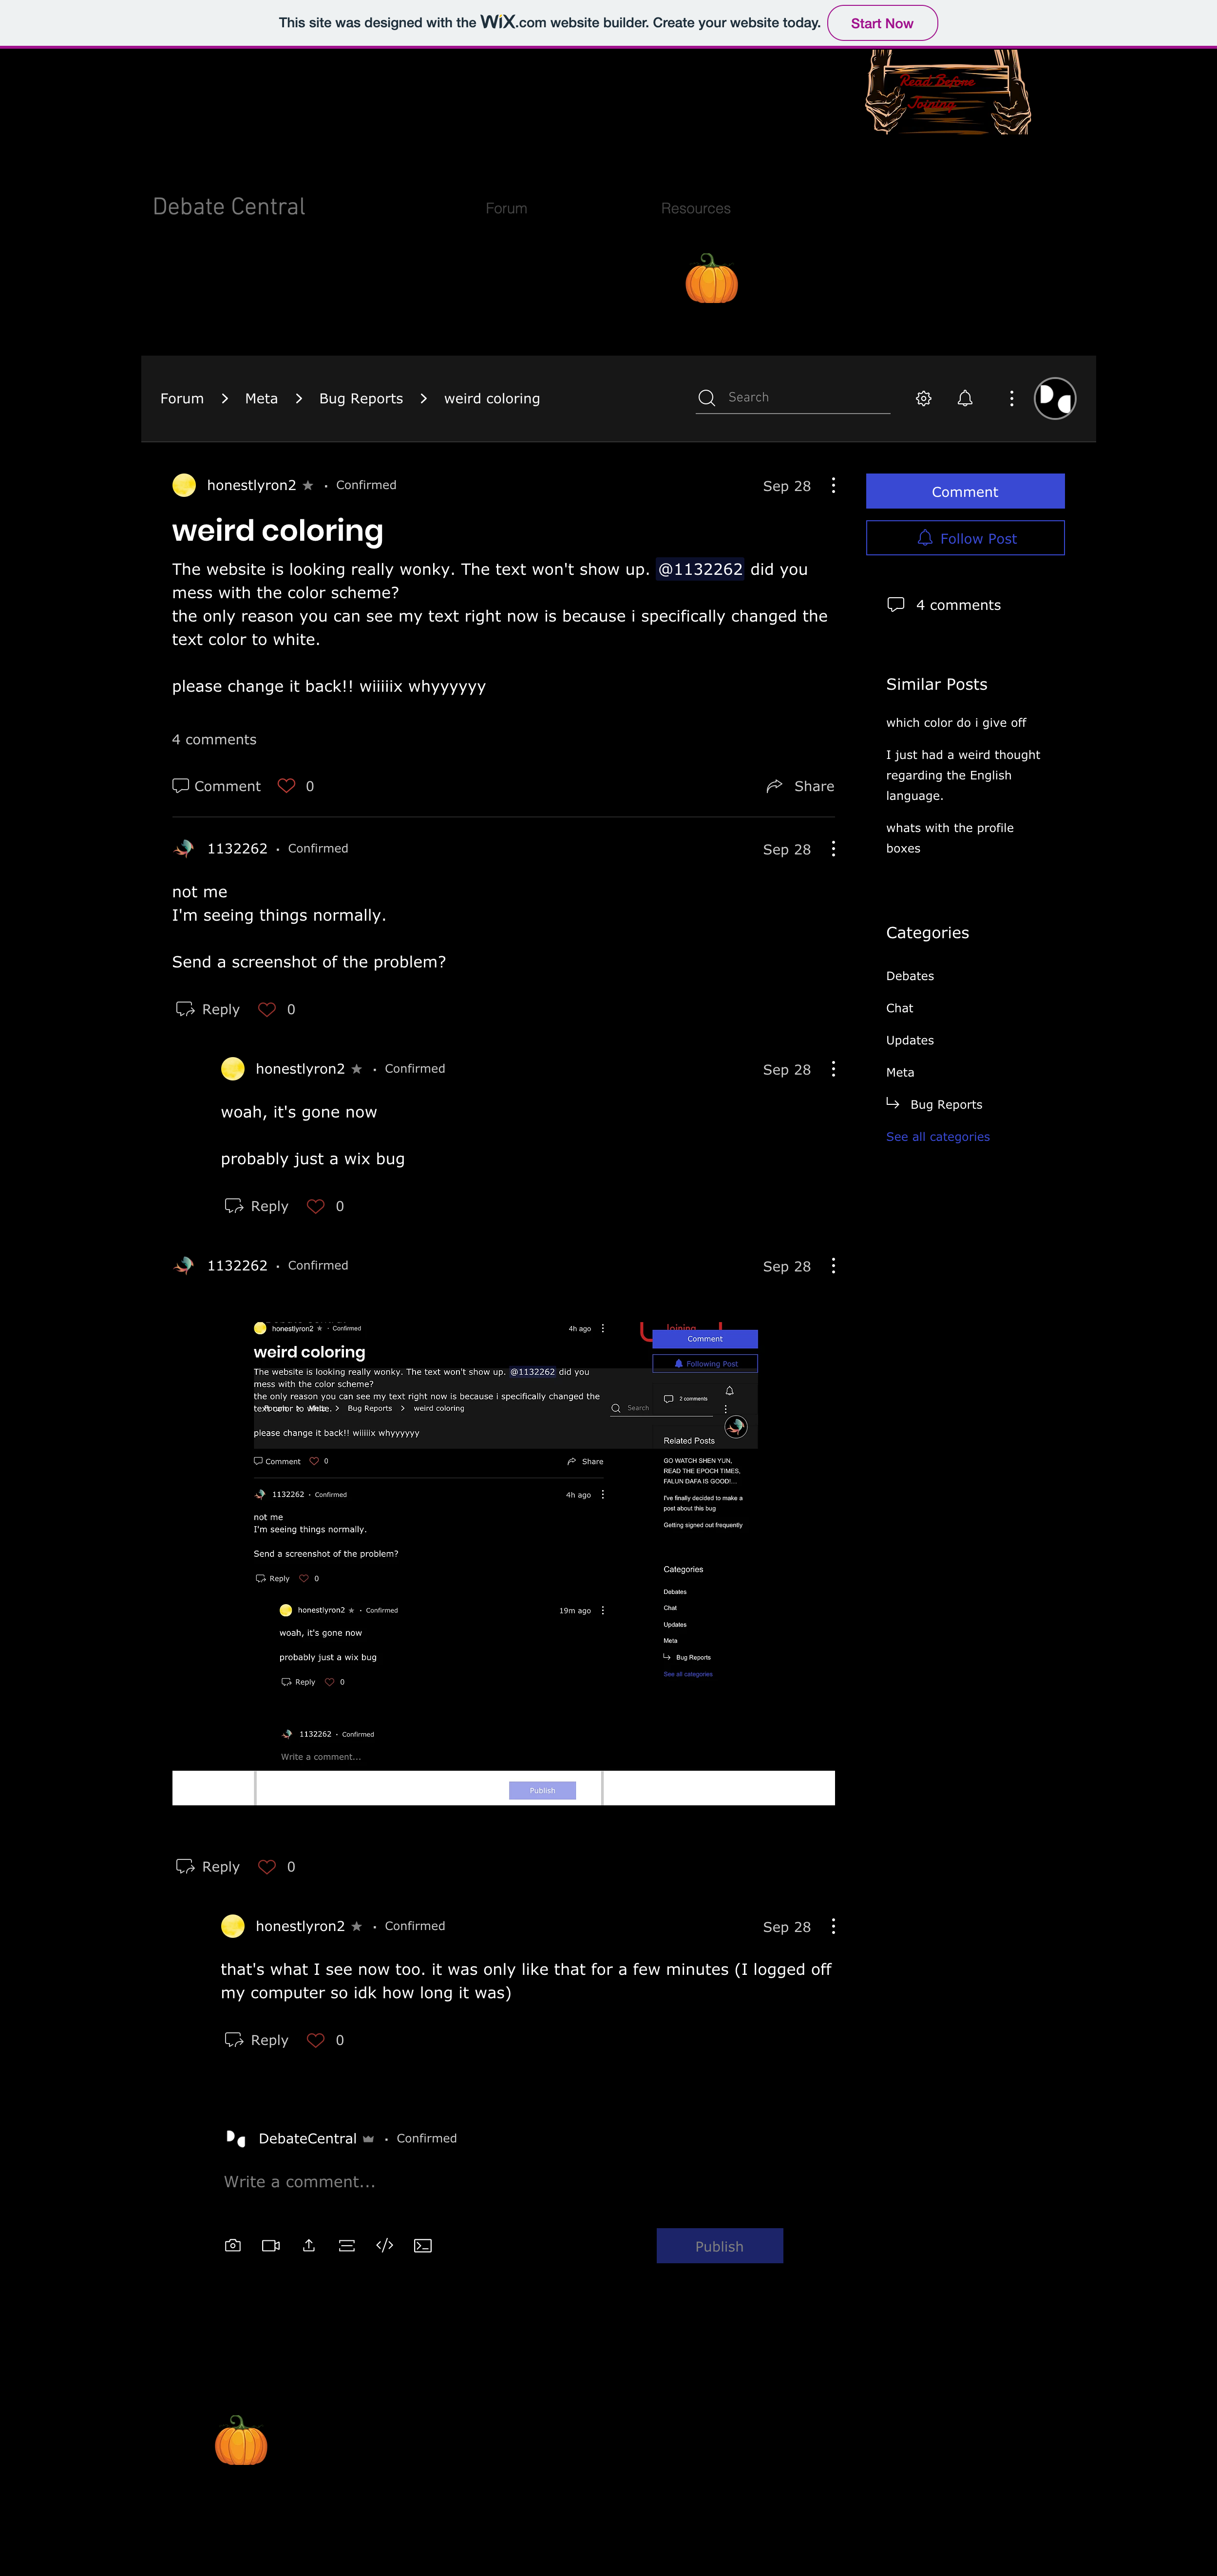 This site was designed with the WiX.com website builder. Create your website today.
Start Now
Read Before
Joining
Debate Central
Forum
Resources
Forum > Meta > Bug Reports > weird coloring
Search
honestlyron2 · Confirmed
Sep 28
weird coloring
The website is looking really wonky. The text won't show up. @1132262 did you
mess with the color scheme?
the only reason you can see my text right now is because i specifically changed the
text color to white.
please change it back!! wiiiiix whyyyyyy
4 comments
Comment 0
Share
Comment
Follow Post
4 comments
Similar Posts
which color do i give off
I just had a weird thought
regarding the English
language.
whats with the profile
boxes
Categories
Debates
Chat
Updates
Meta
Bug Reports
See all categories
1132262 · Confirmed
Sep 28
not me
I'm seeing things normally.
Send a screenshot of the problem?
Reply 0
honestlyron2 · Confirmed
Sep 28
woah, it's gone now
probably just a wix bug
Reply 0
1132262 · Confirmed
Sep 28
honestlyron2 · Confirmed
4h ago
weird coloring
The website is looking really wonky. The text won't show up. @1132262 did you
mess with the color scheme?
the only reason you can see my text right now is because i specifically changed the
text color to white.
> Bug Reports > weird coloring
Search
please change it back!! wiiiiix whyyyyyy
Comment 0
Share
Joining
Comment
Following Post
2 comments
Related Posts
GO WATCH SHEN YUN,
READ THE EPOCH TIMES,
FALUN DAFA IS GOOD!...
I've finally decided to make a
post about this bug
Getting signed out frequently
Categories
Debates
Chat
Updates
Meta
Bug Reports
See all categories
1132262 · Confirmed
4h ago
not me
I'm seeing things normally.
Send a screenshot of the problem?
Reply 0
honestlyron2 · Confirmed
19m ago
woah, it's gone now
probably just a wix bug
Reply 0
1132262 · Confirmed
Write a comment...
Publish
Reply 0
honestlyron2 · Confirmed
Sep 28
that's what I see now too. it was only like that for a few minutes (I logged off
my computer so idk how long it was)
Reply 0
DebateCentral · Confirmed
Write a comment...
Publish